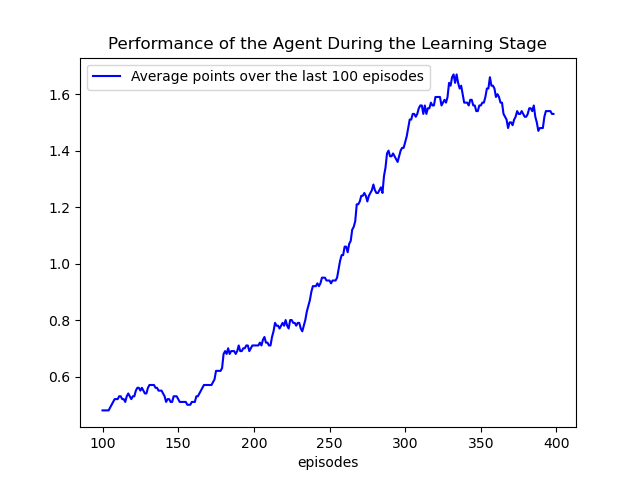 Performance of the Agent During the Learning Stage
Average points over the last 100 episodes
1.6
1.4
1.2
1.0
0.8
0.6
100 150 200 250 300 350 400
episodes